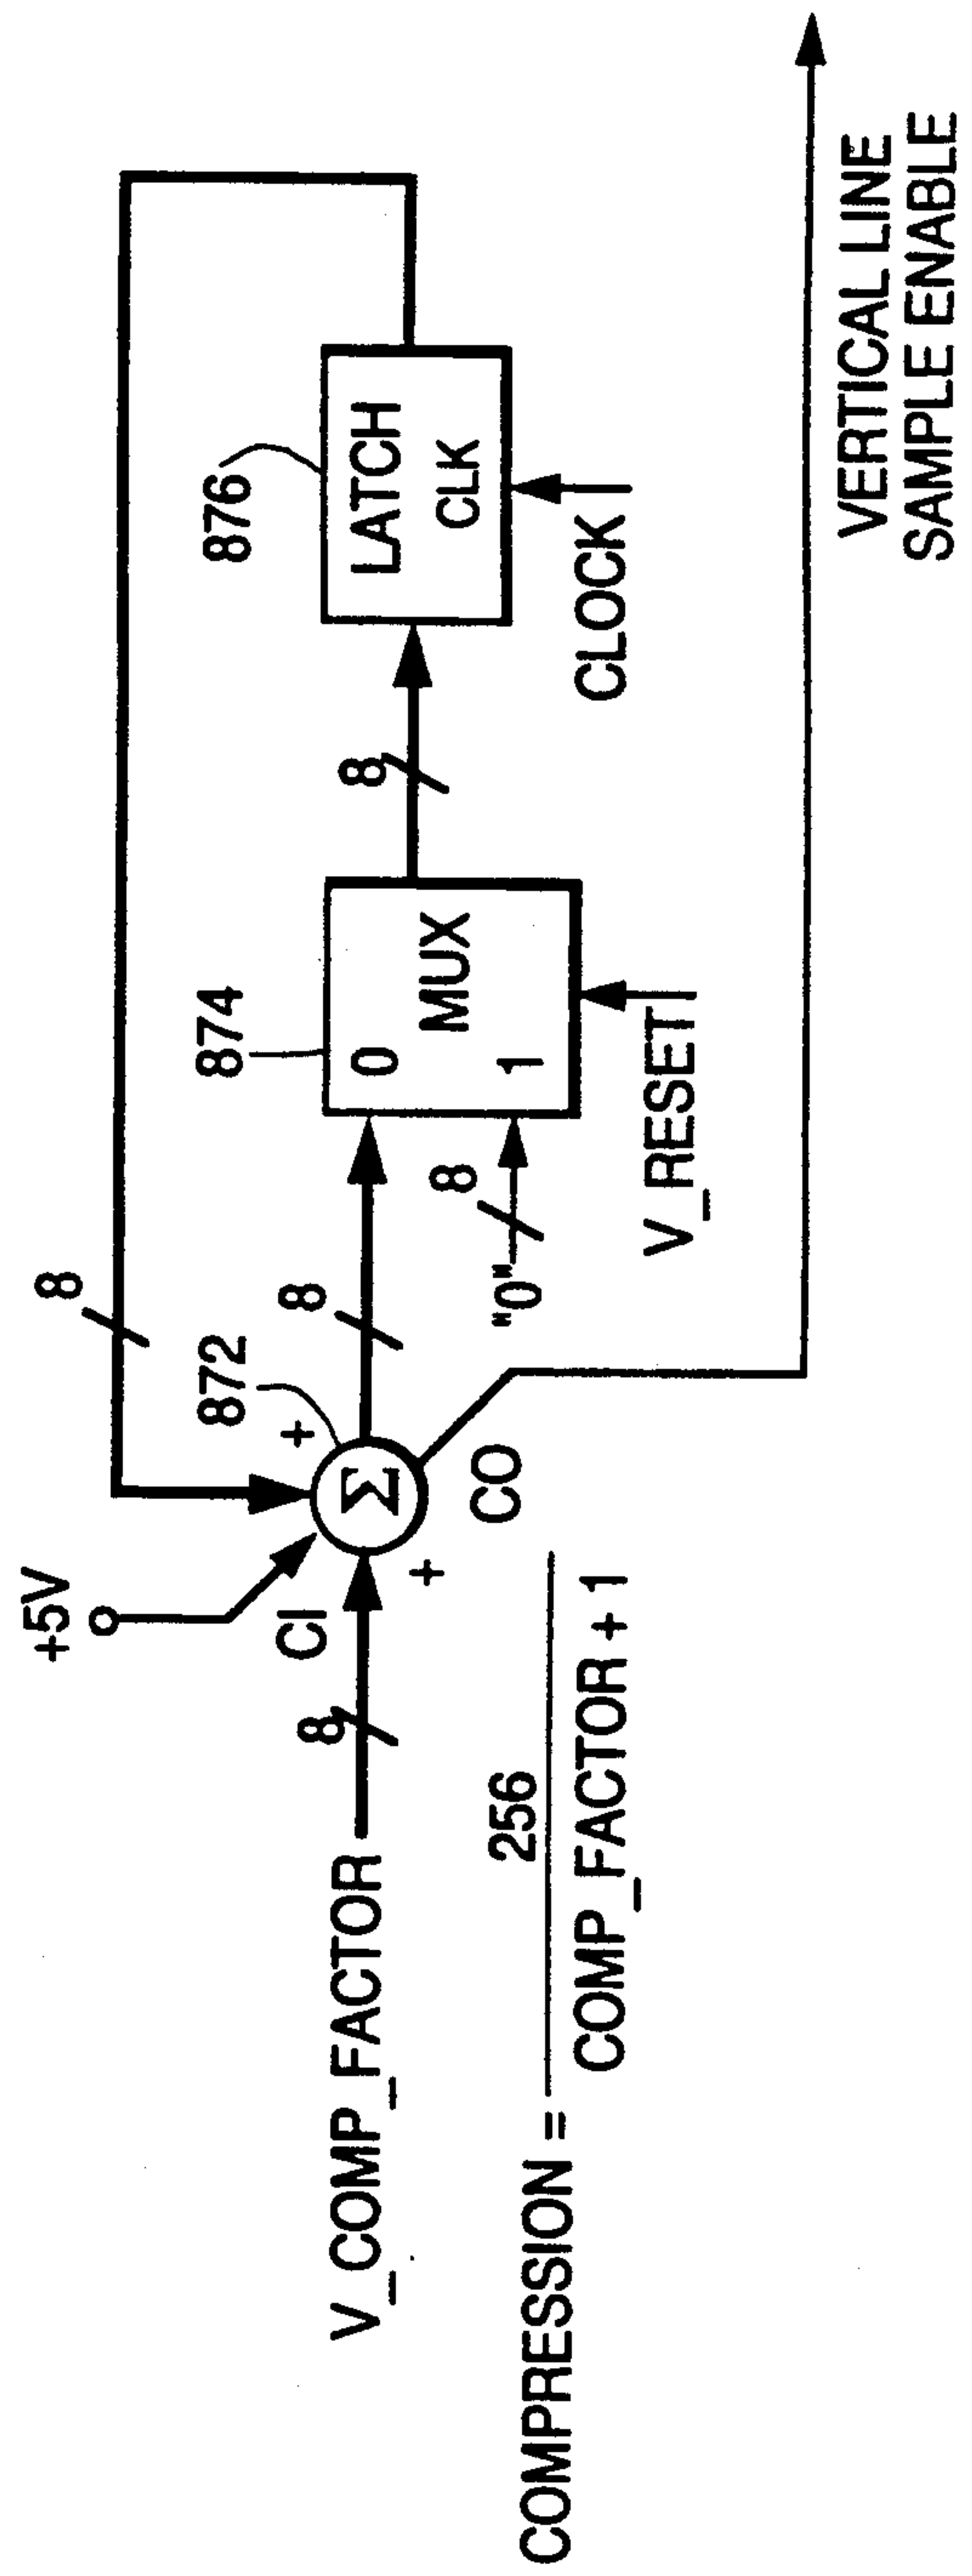 +5V
8
872
874
876
V_COMP_FACTOR
8
CI
+
Σ
+
CO
8
0
MUX
1
"0"
8
V_RESET
8
LATCH
CLK
CLOCK
COMPRESSION = 256
COMP_FACTOR + 1
VERTICAL LINE
SAMPLE ENABLE